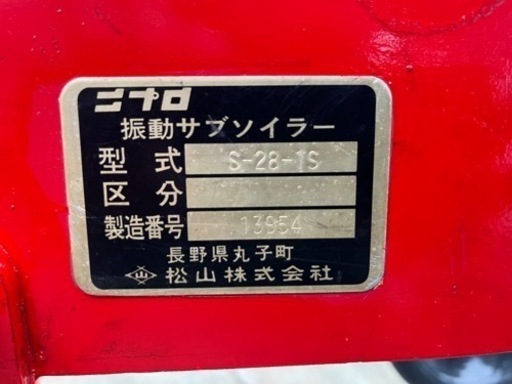 ニプロ
振動サブソイラー
型式 S-28-1S
区分
製造番号 13954
長野県丸子町
山 松山株式会社